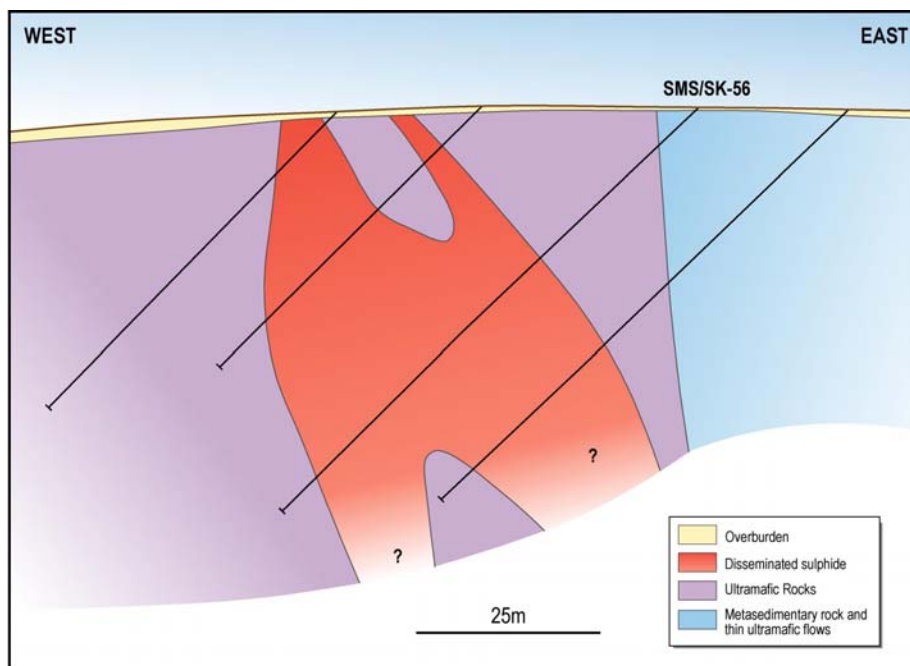 WEST
EAST
SMS/SK-56
?
?
25m
Overburden
Disseminated sulphide
Ultramafic Rocks
Metasedimentary rock and
thin ultramafic flows